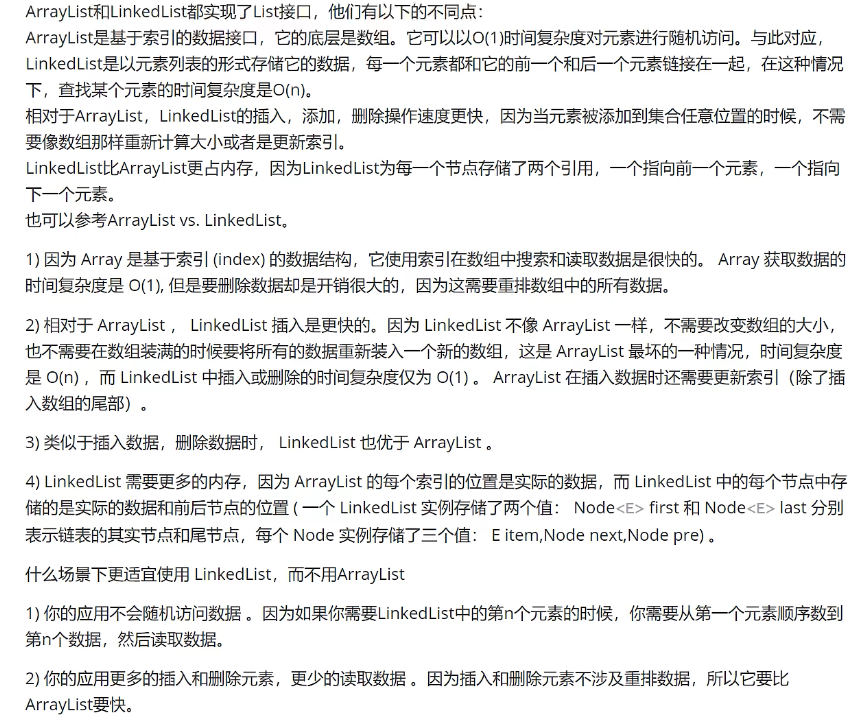 ArrayList和LinkedList都实现了List接口，他们有以下的不同点：
ArrayList是基于索引的数据接口，它的底层是数组。它可以以O(1)时间复杂度对元素进行随机访问。与此对应，
LinkedList是以元素列表的形式存储它的数据，每一个元素都和它的前一个和后一个元素链接在一起，在这种情况
下，查找某个元素的时间复杂度是O(n)。
相对于ArrayList，LinkedList的插入，添加，删除操作速度更快，因为当元素被添加到集合任意位置的时候，不需
要像数组那样重新计算大小或者是更新索引。
LinkedList比ArrayList更占内存，因为LinkedList为每一个节点存储了两个引用，一个指向前一个元素，一个指向
下一个元素。
也可以参考ArrayList vs. LinkedList。
1) 因为 Array 是基于索引 (index) 的数据结构，它使用索引在数组中搜索和读取数据是很快的。 Array 获取数据的
时间复杂度是 O(1), 但是要删除数据却是开销很大的，因为这需要重排数组中的所有数据。
2) 相对于 ArrayList ， LinkedList 插入是更快的。因为 LinkedList 不像 ArrayList 一样，不需要改变数组的大小，
也不需要在数组装满的时候要将所有的数据重新装入一个新的数组，这是 ArrayList 最坏的一种情况，时间复杂度
是 O(n) ，而 LinkedList 中插入或删除的时间复杂度仅为 O(1) 。 ArrayList 在插入数据时还需要更新索引（除了插
入数组的尾部）。
3) 类似于插入数据，删除数据时， LinkedList 也优于 ArrayList 。
4) LinkedList 需要更多的内存，因为 ArrayList 的每个索引的位置是实际的数据，而 LinkedList 中的每个节点中存
储的是实际的数据和前后节点的位置 ( 一个 LinkedList 实例存储了两个值： Node<E> first 和 Node<E> last 分别
表示链表的其实节点和尾节点，每个 Node 实例存储了三个值： E item,Node next,Node pre) 。
什么场景下更适宜使用 LinkedList，而不用ArrayList
1) 你的应用不会随机访问数据 。因为如果你需要LinkedList中的第n个元素的时候，你需要从第一个元素顺序数到
第n个数据，然后读取数据。
2) 你的应用更多的插入和删除元素，更少的读取数据 。因为插入和删除元素不涉及重排数据，所以它要比
ArrayList要快。